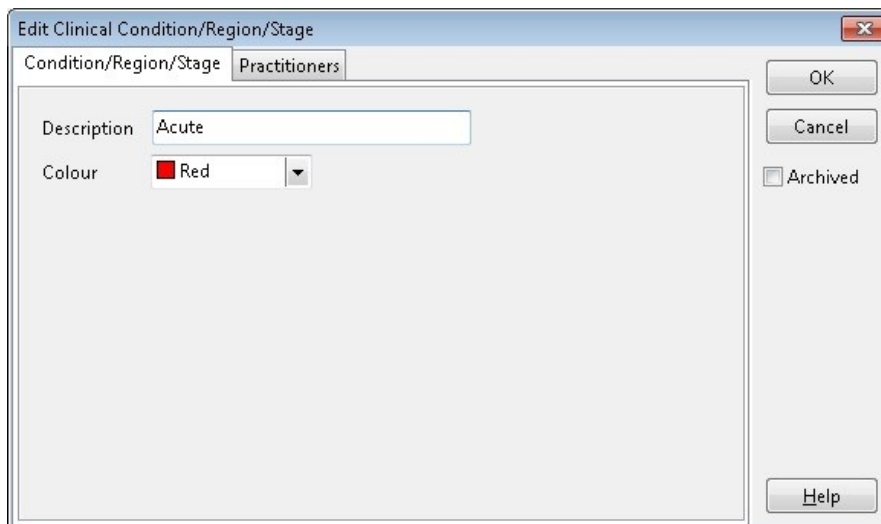 Edit Clinical Condition/Region/Stage
Condition/Region/Stage Practitioners
OK
Description Acute
Cancel
Colour Red
Archived
Help